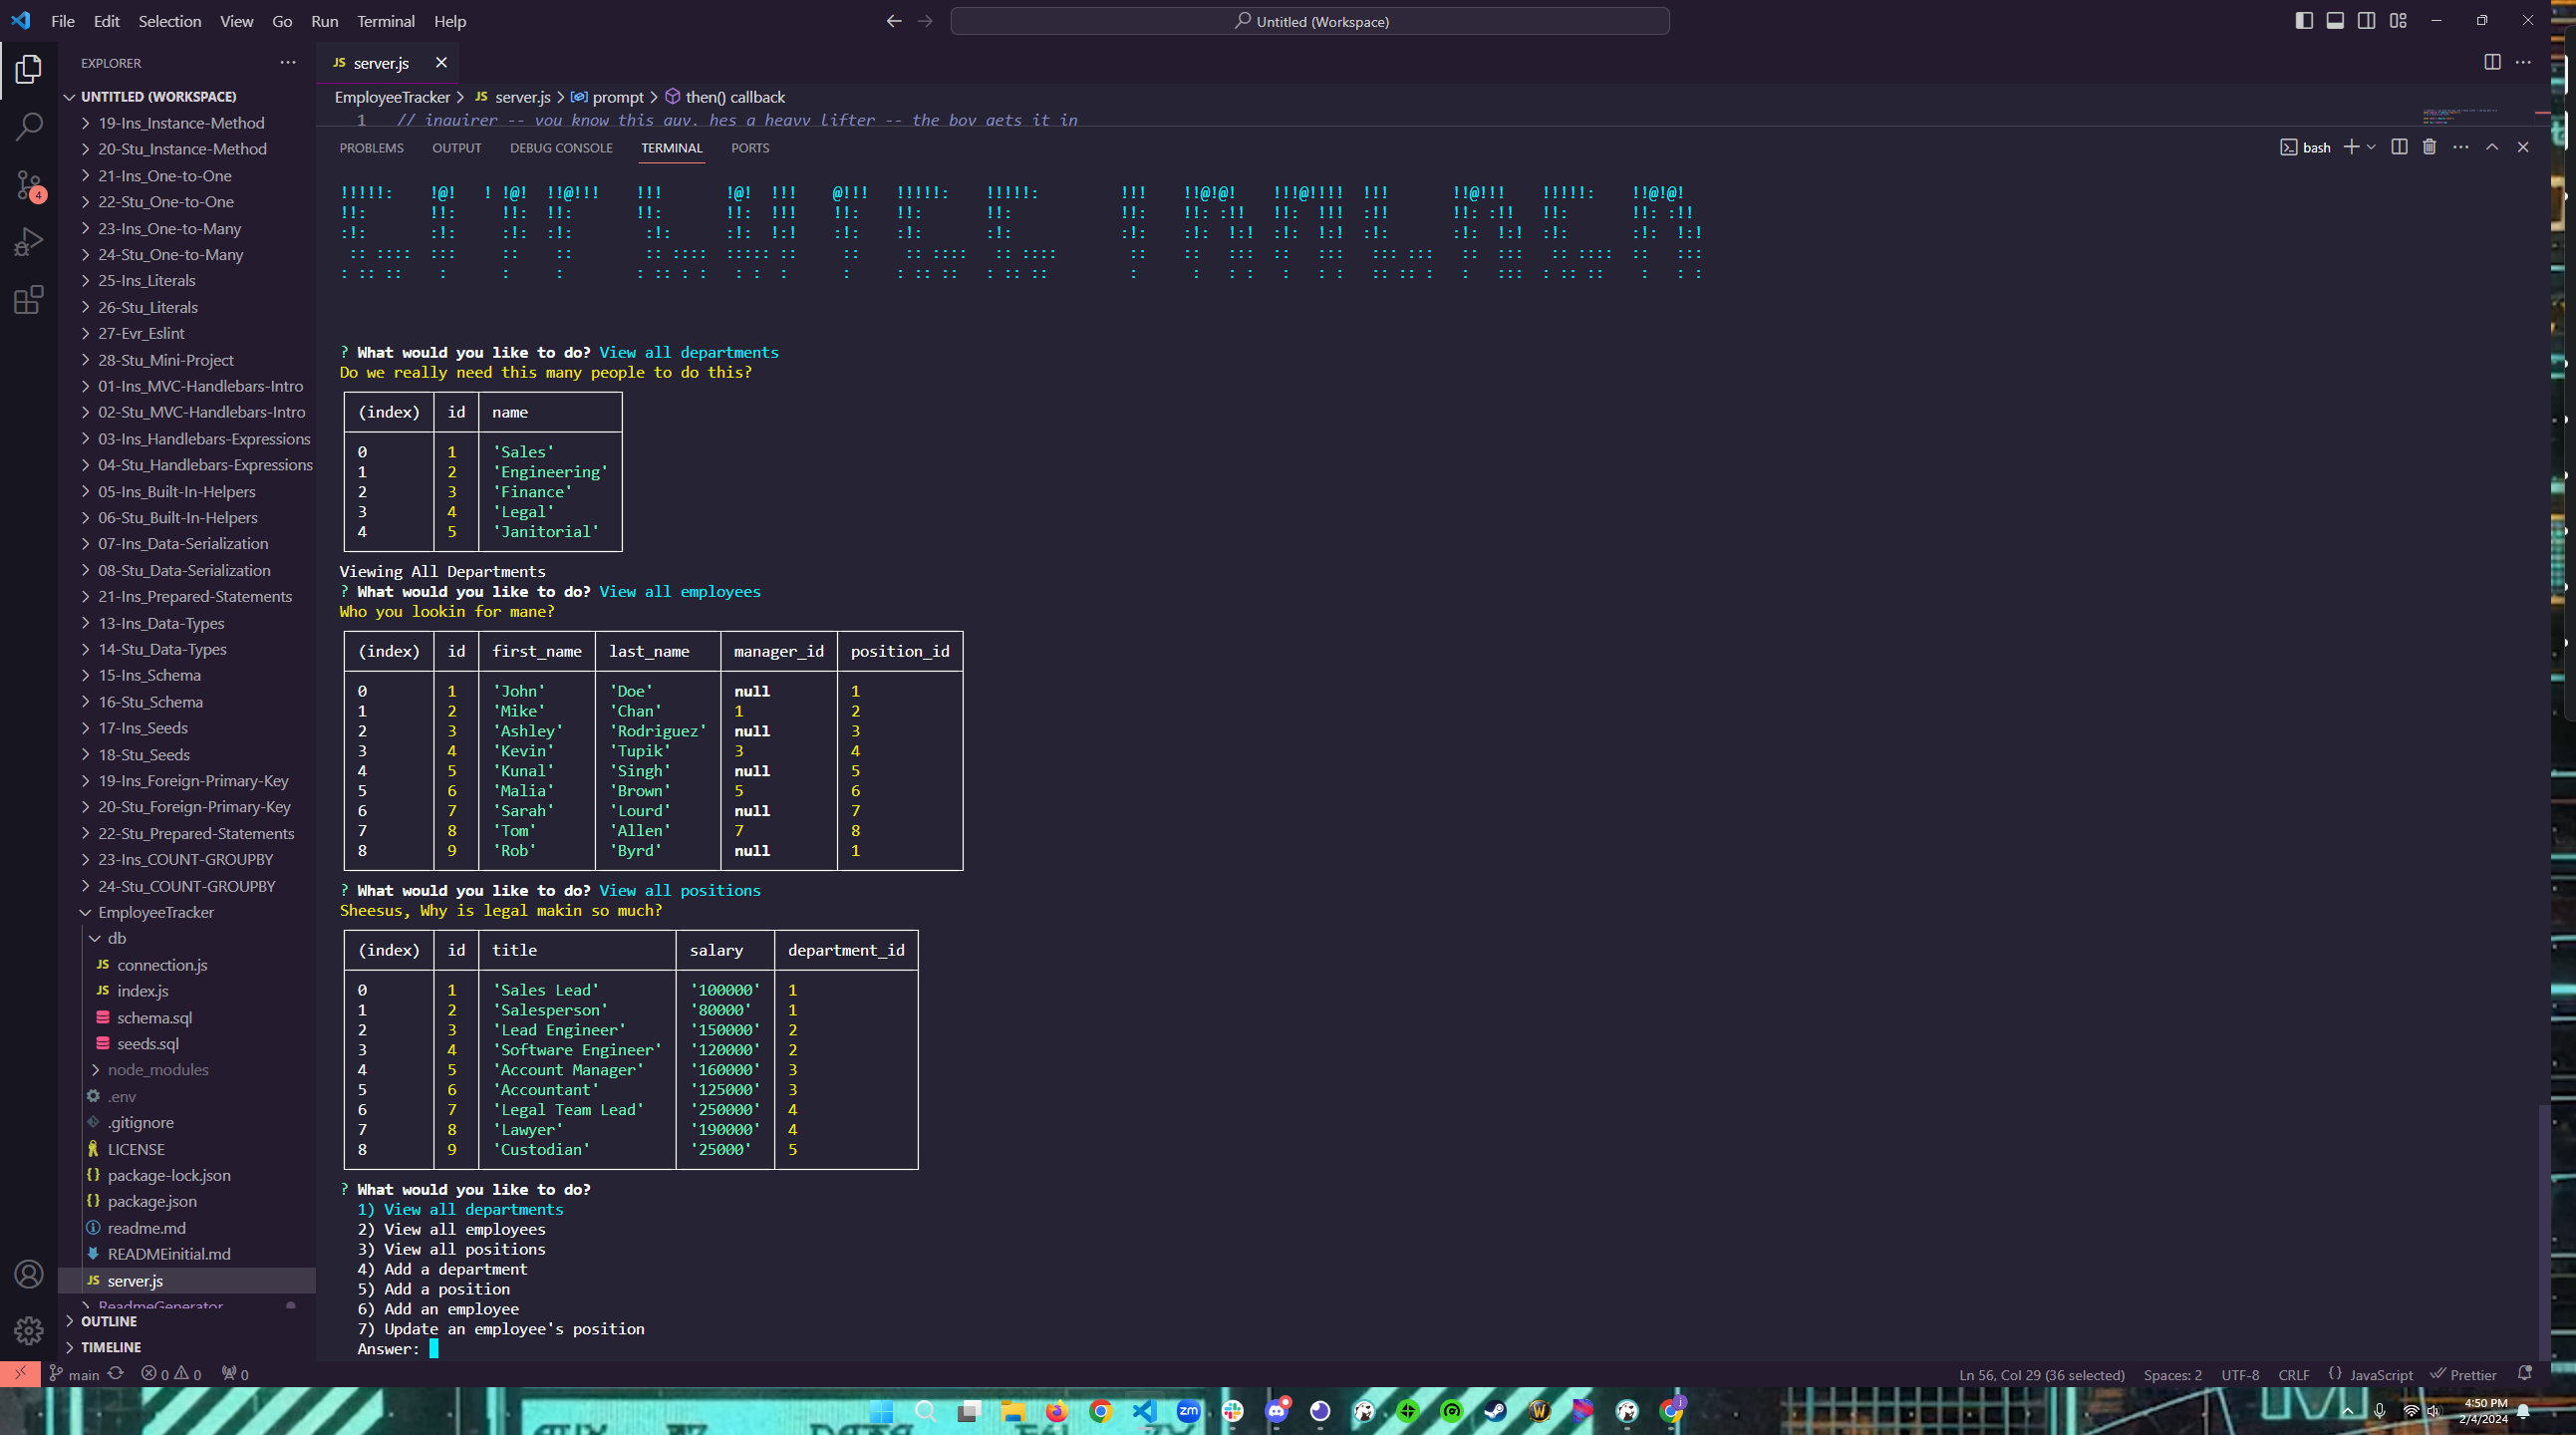 File Edit Selection View Go Run Terminal Help
Untitled (Workspace)
EXPLORER
UNTITLED (WORKSPACE)
19-Ins_Instance-Method
20-Stu_Instance-Method
21-Ins_One-to-One
22-Stu_One-to-One
23-Ins_One-to-Many
24-Stu_One-to-Many
25-Ins_Literals
26-Stu_Literals
27-Evr_Eslint
28-Stu_Mini-Project
01-Ins_MVC-Handlebars-Intro
02-Stu_MVC-Handlebars-Intro
03-Ins_Handlebars-Expressions
04-Stu_Handlebars-Expressions
05-Ins_Built-In-Helpers
06-Stu_Built-In-Helpers
07-Ins_Data-Serialization
08-Stu_Data-Serialization
21-Ins_Prepared-Statements
13-Ins_Data-Types
14-Stu_Data-Types
15-Ins_Schema
16-Stu_Schema
17-Ins_Seeds
18-Stu_Seeds
19-Ins_Foreign-Primary-Key
20-Stu_Foreign-Primary-Key
22-Stu_Prepared-Statements
23-Ins_COUNT-GROUPBY
24-Stu_COUNT-GROUPBY
EmployeeTracker
db
JS connection.js
JS index.js
schema.sql
seeds.sql
node_modules
.env
.gitignore
LICENSE
{} package-lock.json
{} package.json
readme.md
READMEinitial.md
JS server.js
ReadmeGenerator
OUTLINE
TIMELINE
4
JS server.js
EmployeeTracker > JS server.js > prompt > then() callback
1 // inquirer -- you know this guy, hes a heavy lifter -- the boy gets it in
PROBLEMS OUTPUT DEBUG CONSOLE TERMINAL PORTS
bash
? What would you like to do? View all departments
Do we really need this many people to do this?
(index) id name
0 1 'Sales'
1 2 'Engineering'
2 3 'Finance'
3 4 'Legal'
4 5 'Janitorial'
Viewing All Departments
? What would you like to do? View all employees
Who you lookin for mane?
(index) id first_name last_name manager_id position_id
0 1 'John' 'Doe' null 1
1 2 'Mike' 'Chan' 1 2
2 3 'Ashley' 'Rodriguez' null 3
3 4 'Kevin' 'Tupik' 3 4
4 5 'Kunal' 'Singh' null 5
5 6 'Malia' 'Brown' 5 6
6 7 'Sarah' 'Lourd' null 7
7 8 'Tom' 'Allen' 7 8
8 9 'Rob' 'Byrd' null 1
? What would you like to do? View all positions
Sheesus, Why is legal makin so much?
(index) id title salary department_id
0 1 'Sales Lead' '100000' 1
1 2 'Salesperson' '80000' 1
2 3 'Lead Engineer' '150000' 2
3 4 'Software Engineer' '120000' 2
4 5 'Account Manager' '160000' 3
5 6 'Accountant' '125000' 3
6 7 'Legal Team Lead' '250000' 4
7 8 'Lawyer' '190000' 4
8 9 'Custodian' '25000' 5
? What would you like to do?
1) View all departments
2) View all employees
3) View all positions
4) Add a department
5) Add a position
6) Add an employee
7) Update an employee's position
Answer:
main 0 0 0
Ln 56, Col 29 (36 selected) Spaces: 2 UTF-8 CRLF {} JavaScript Prettier
zm
4:50 PM
2/4/2024